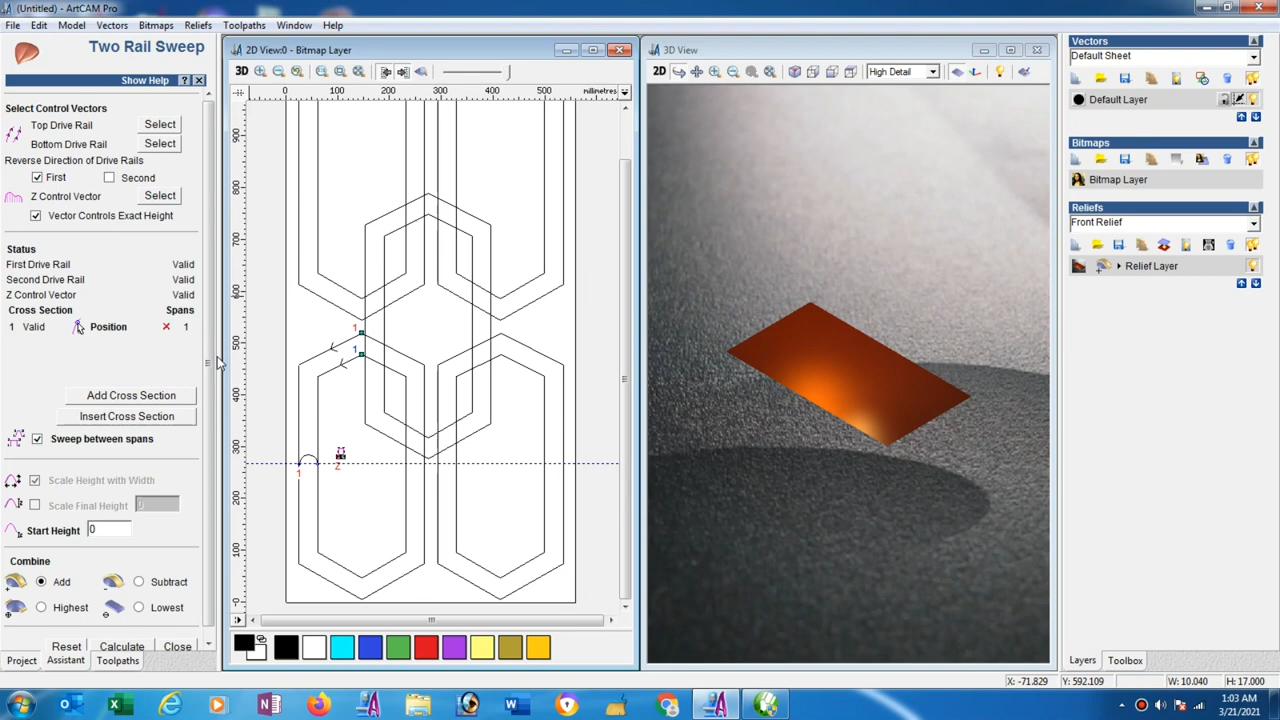 (Untitled) - ArtCAM Pro
File Edit Model Vectors Bitmaps Reliefs Toolpaths Window Help
Two Rail Sweep
Show Help ?
Select Control Vectors
Top Drive Rail Select
Bottom Drive Rail Select
Reverse Direction of Drive Rails
First Second
Z Control Vector Select
Vector Controls Exact Height
Status
First Drive Rail Valid
Second Drive Rail Valid
Z Control Vector Valid
Cross Section Spans
1 Valid Position 1
Add Cross Section
Insert Cross Section
Sweep between spans
Scale Height with Width
Scale Final Height 0
Start Height 0
Combine
Add Subtract
Highest Lowest
Reset Calculate Close
Project Assistant Toolpaths
2D View:0 - Bitmap Layer
3D
0 100 200 300 400 500 millimetres
900
800
700
600
500
400
300
200
100
-0
1
1
1
Z
3D View
2D High Detail
Vectors
Default Sheet
Default Layer
Bitmaps
Bitmap Layer
Reliefs
Front Relief
Relief Layer
Layers Toolbox
X: -71.829 Y: 592.109 W: 10.040 H: 17.000
1:03 AM
3/21/2021